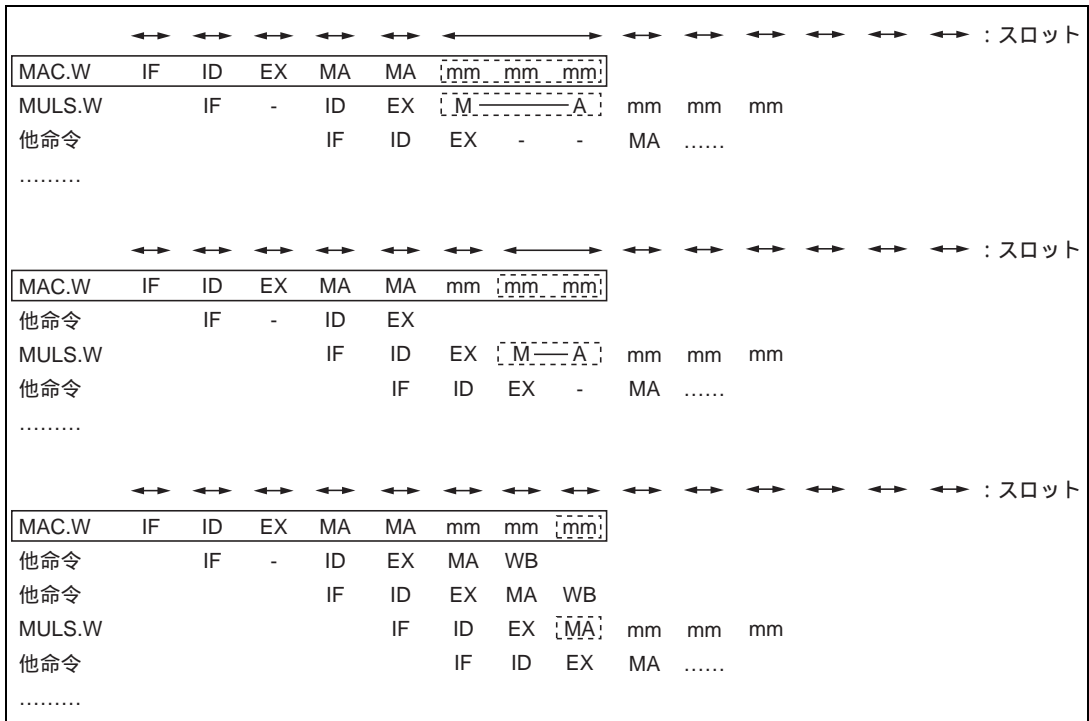 ：スロット
MAC.W IF ID EX MA MA mm mm mm
MULS.W IF - ID EX M A mm mm mm
他命令 IF ID EX - - MA ……
………
：スロット
MAC.W IF ID EX MA MA mm mm mm
他命令 IF - ID EX
MULS.W IF ID EX M A mm mm mm
他命令 IF ID EX - MA ……
………
：スロット
MAC.W IF ID EX MA MA mm mm mm
他命令 IF - ID EX MA WB
他命令 IF ID EX MA WB
MULS.W IF ID EX MA mm mm mm
他命令 IF ID EX MA ……
………